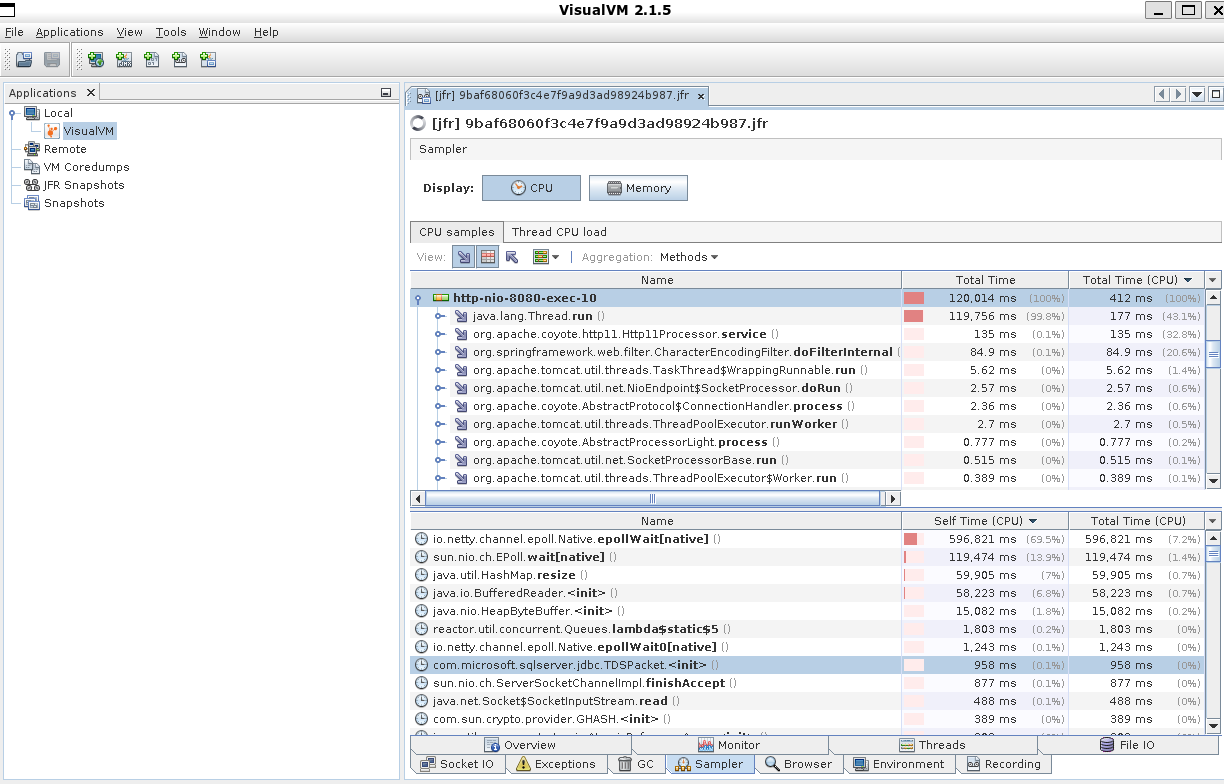 VisualVM 2.1.5
File Applications View Tools Window Help
Applications
[jfr] 9baf68060f3c4e7f9a9d3ad98924b987.jfr
Local
VisualVM
Remote
VM Coredumps
JFR Snapshots
Snapshots
[jfr] 9baf68060f3c4e7f9a9d3ad98924b987.jfr
Sampler
Display: CPU Memory
CPU samples Thread CPU load
View: Aggregation: Methods
Name Total Time Total Time (CPU)
http-nio-8080-exec-10 120,014 ms (100%) 412 ms (100%)
java.lang.Thread.run () 119,756 ms (99.8%) 177 ms (43.1%)
org.apache.coyote.http11.Http11Processor.service () 135 ms (0.1%) 135 ms (32.8%)
org.springframework.web.filter.CharacterEncodingFilter.doFilterInternal ( 84.9 ms (0.1%) 84.9 ms (20.6%)
org.apache.tomcat.util.threads.TaskThread$WrappingRunnable.run () 5.62 ms (0%) 5.62 ms (1.4%)
org.apache.tomcat.util.net.NioEndpoint$SocketProcessor.doRun () 2.57 ms (0%) 2.57 ms (0.6%)
org.apache.coyote.AbstractProtocol$ConnectionHandler.process () 2.36 ms (0%) 2.36 ms (0.6%)
org.apache.tomcat.util.threads.ThreadPoolExecutor.runWorker () 2.7 ms (0%) 2.7 ms (0.5%)
org.apache.coyote.AbstractProcessorLight.process () 0.777 ms (0%) 0.777 ms (0.2%)
org.apache.tomcat.util.net.SocketProcessorBase.run () 0.515 ms (0%) 0.515 ms (0.1%)
org.apache.tomcat.util.threads.ThreadPoolExecutor$Worker.run () 0.389 ms (0%) 0.389 ms (0.1%)
Name Self Time (CPU) Total Time (CPU)
io.netty.channel.epoll.Native.epollWait[native] () 596,821 ms (69.5%) 596,821 ms (7.2%)
sun.nio.ch.EPoll.wait[native] () 119,474 ms (13.9%) 119,474 ms (1.4%)
java.util.HashMap.resize () 59,905 ms (7%) 59,905 ms (0.7%)
java.io.BufferedReader.<init> () 58,223 ms (6.8%) 58,223 ms (0.7%)
java.nio.HeapByteBuffer.<init> () 15,082 ms (1.8%) 15,082 ms (0.2%)
reactor.util.concurrent.Queues.lambda$static$5 () 1,803 ms (0.2%) 1,803 ms (0%)
io.netty.channel.epoll.Native.epollWait0[native] () 1,243 ms (0.1%) 1,243 ms (0%)
com.microsoft.sqlserver.jdbc.TDSPacket.<init> () 958 ms (0.1%) 958 ms (0%)
sun.nio.ch.ServerSocketChannelImpl.finishAccept () 877 ms (0.1%) 877 ms (0%)
java.net.Socket$SocketInputStream.read () 488 ms (0.1%) 488 ms (0%)
com.sun.crypto.provider.GHASH.<init> () 389 ms (0%) 389 ms (0%)
Overview Monitor Threads File IO
Socket IO Exceptions GC Sampler Browser Environment Recording